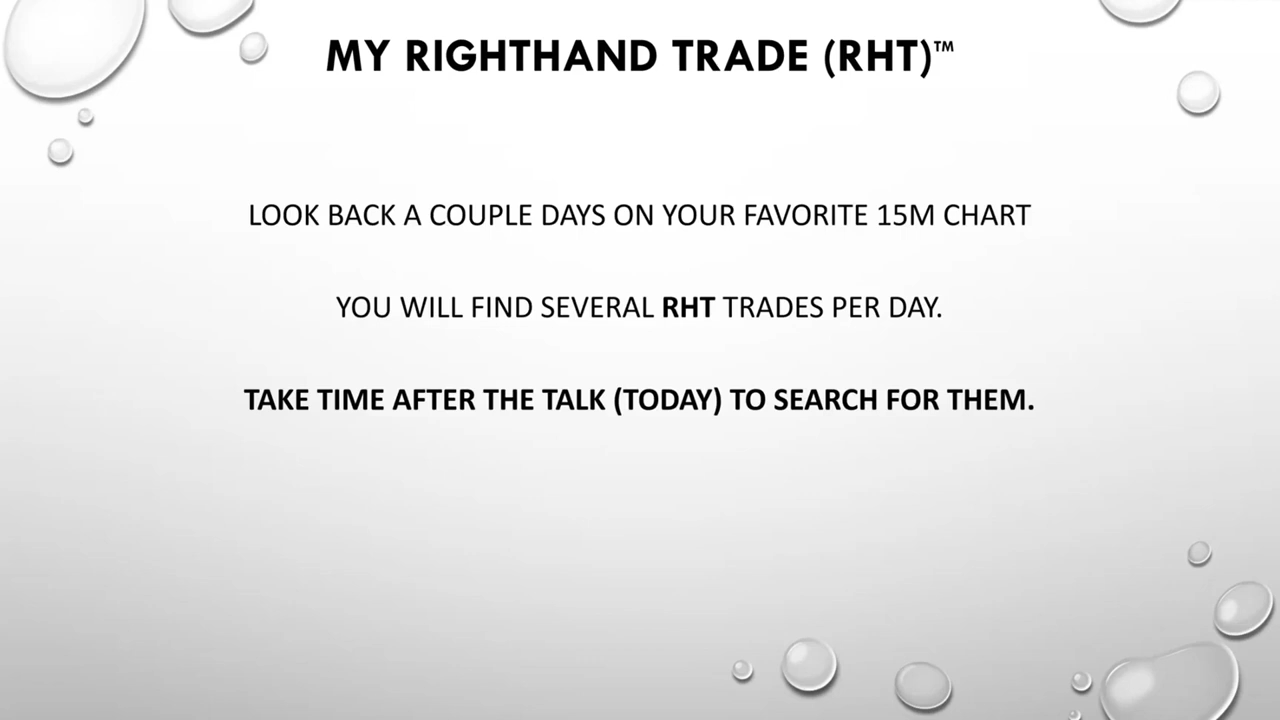 MY RIGHTHAND TRADE (RHT)™
LOOK BACK A COUPLE DAYS ON YOUR FAVORITE 15M CHART
YOU WILL FIND SEVERAL RHT TRADES PER DAY.
TAKE TIME AFTER THE TALK (TODAY) TO SEARCH FOR THEM.